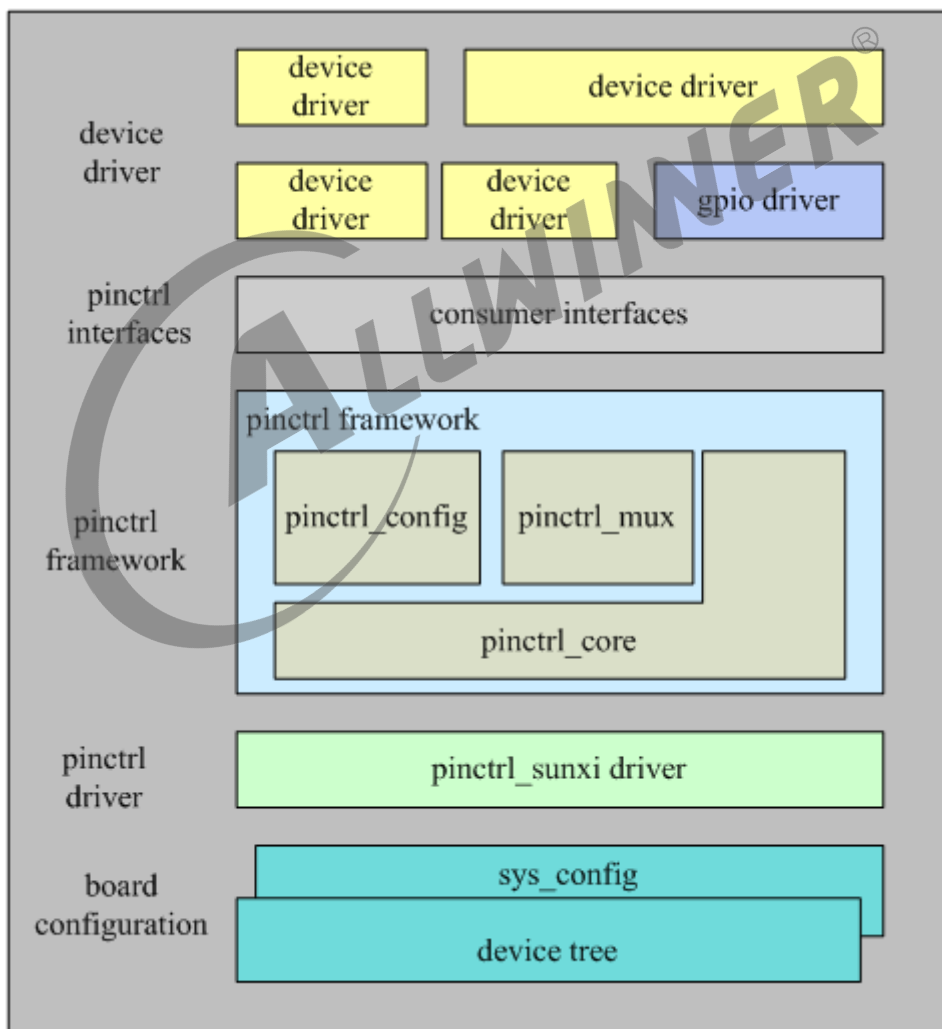 device
driver
device driver
device
driver
device
driver
device
driver
gpio driver
pinctrl
interfaces
consumer interfaces
pinctrl framework
pinctrl_config
pinctrl_mux
pinctrl
framework
pinctrl_core
pinctrl
driver
pinctrl_sunxi driver
board
configuration
sys_config
device tree
ALLWINNER®